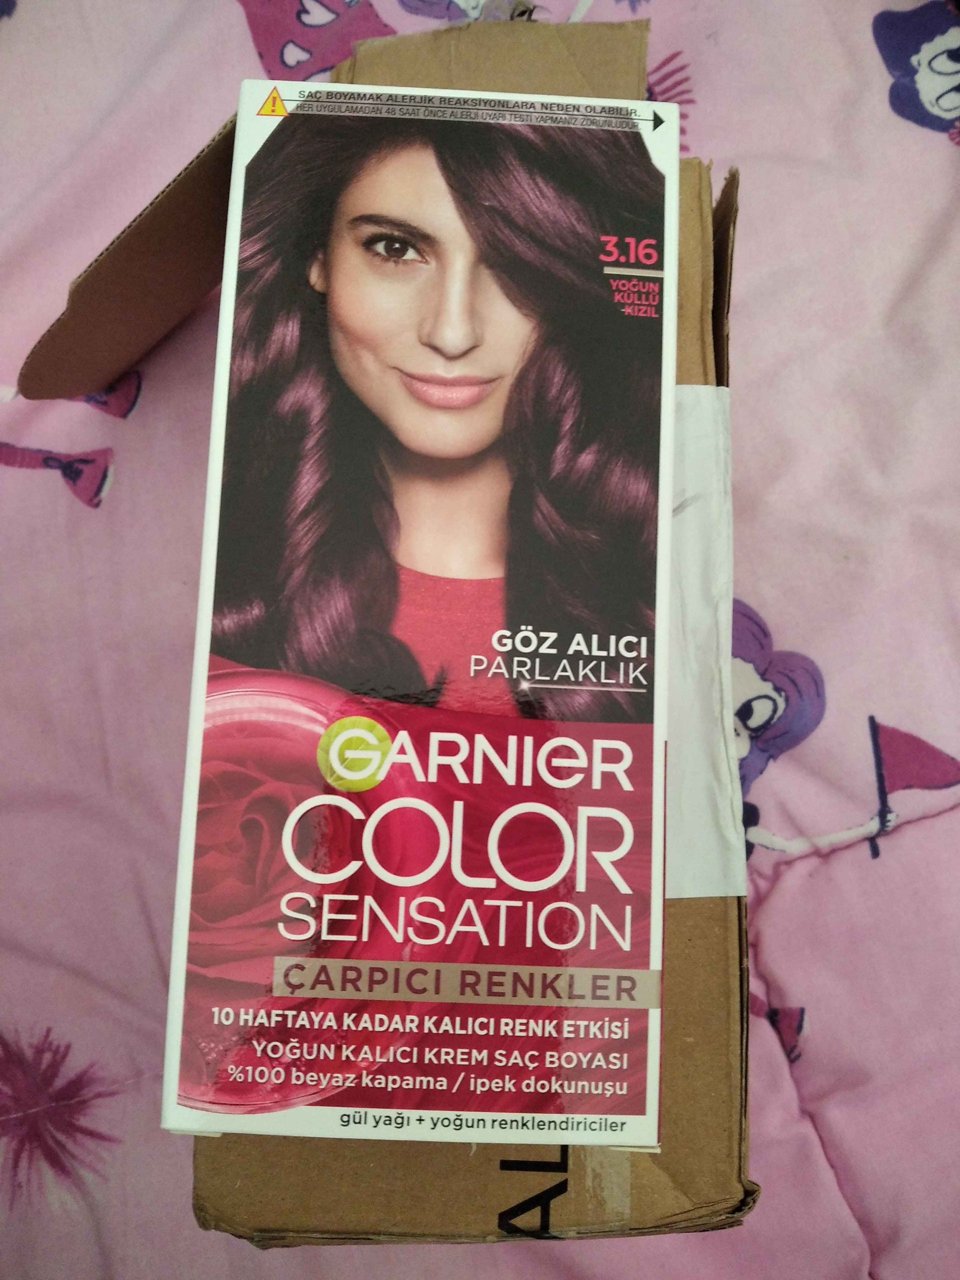 SAÇ BOYAMAK ALERJİK REAKSİYONLARA NEDEN OLABİLİR.
HER UYGULAMADAN 48 SAAT ÖNCE ALERJİ UYARI TESTİ YAPMANIZ ZORUNLUDUR.
3.16
YOĞUN
KÜLLÜ
-KIZIL
GÖZ ALICI
PARLAKLIK
GARNIER
COLOR
SENSATION
ÇARPICI RENKLER
10 HAFTAYA KADAR KALICI RENK ETKİSİ
YOĞUN KALICI KREM SAÇ BOYASI
%100 beyaz kapama / ipek dokunuşu
gül yağı + yoğun renklendiriciler
AL